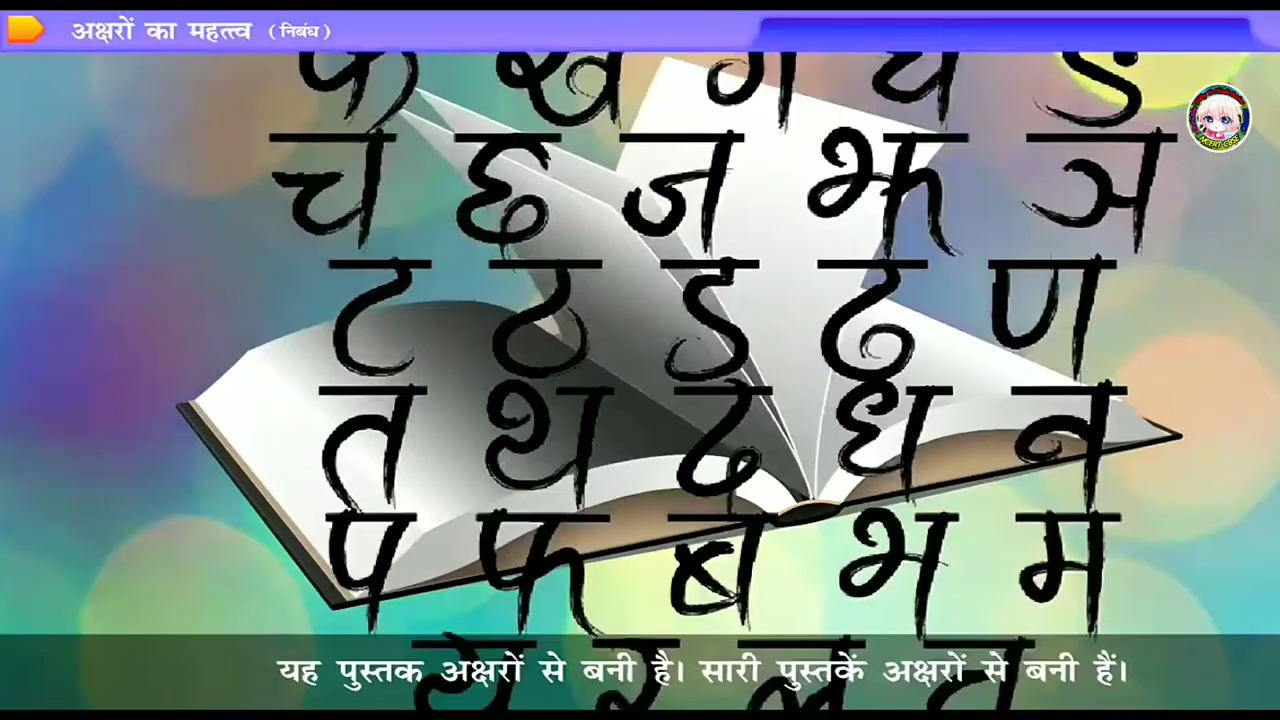 अक्षरों का महत्त्व (निबंध)
क ख ग घ ङ
च छ ज झ ञ
ट ठ ड ढ ण
त थ द ध न
प फ ब भ म
य र ल व
यह पुस्तक अक्षरों से बनी है। सारी पुस्तकें अक्षरों से बनी हैं।